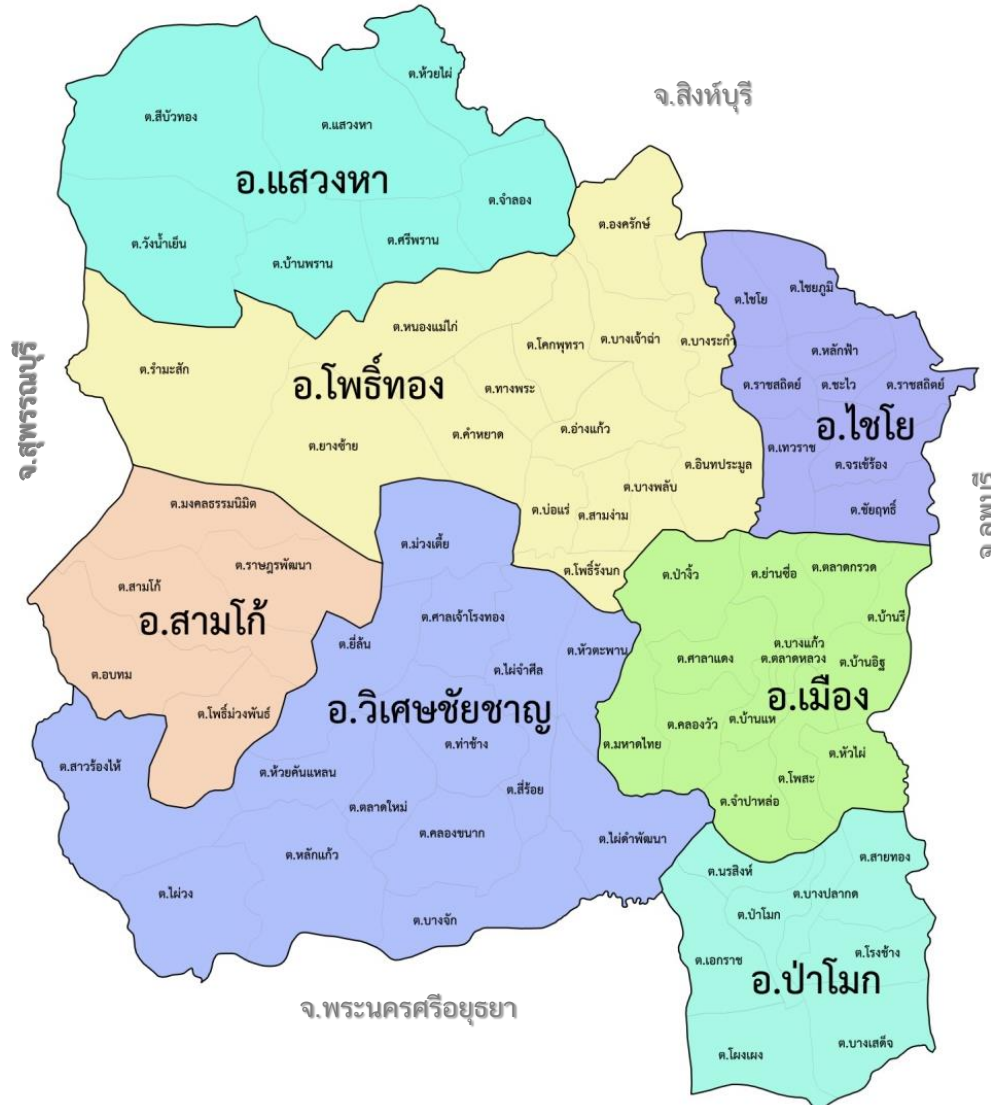 จ.สิงห์บุรี
จ.สุพรรณบุรี
จ.ลพบุรี
จ.พระนครศรีอยุธยา
อ.แสวงหา
ต.ห้วยไผ่
ต.สีบัวทอง
ต.แสวงหา
ต.จำลอง
ต.วังน้ำเย็น
ต.บ้านพราน
ต.ศรีพราน
อ.โพธิ์ทอง
ต.องครักษ์
ต.หนองแม่ไก่
ต.โคกพุทรา
ต.บางเจ้าฉ่า
ต.บางระกำ
ต.รำมะสัก
ต.ทางพระ
ต.ยางซ้าย
ต.คำหยาด
ต.อ่างแก้ว
ต.อินทประมูล
ต.บางพลับ
ต.บ่อแร่
ต.สามง่าม
ต.โพธิ์รังนก
อ.ไชโย
ต.ไชโย
ต.ไชยภูมิ
ต.หลักฟ้า
ต.ราชสถิตย์
ต.ชะไว
ต.ราชสถิตย์
ต.เทวราช
ต.จรเข้ร้อง
ต.ชัยฤทธิ์
อ.สามโก้
ต.มงคลธรรมนิมิต
ต.ราษฎรพัฒนา
ต.สามโก้
ต.อบทม
ต.โพธิ์ม่วงพันธ์
อ.วิเศษชัยชาญ
ต.ม่วงเตี้ย
ต.ศาลเจ้าโรงทอง
ต.ยี่ล้น
ต.หัวตะพาน
ต.ไผ่จำศีล
ต.ท่าช้าง
ต.สาวร้องไห้
ต.ห้วยคันแหลน
ต.สี่ร้อย
ต.ตลาดใหม่
ต.คลองขนาก
ต.ไผ่ดำพัฒนา
ต.หลักแก้ว
ต.ไผ่วง
ต.บางจัก
อ.เมือง
ต.ป่างิ้ว
ต.ย่านซื่อ
ต.ตลาดกรวด
ต.บ้านรี
ต.บางแก้ว
ต.ศาลาแดง
ต.ตลาดหลวง
ต.บ้านอิฐ
ต.คลองวัว
ต.บ้านแห
ต.มหาดไทย
ต.หัวไผ่
ต.โพสะ
ต.จำปาหล่อ
อ.ป่าโมก
ต.นรสิงห์
ต.สายทอง
ต.บางปลากด
ต.ป่าโมก
ต.เอกราช
ต.โรงช้าง
ต.โผงเผง
ต.บางเสด็จ